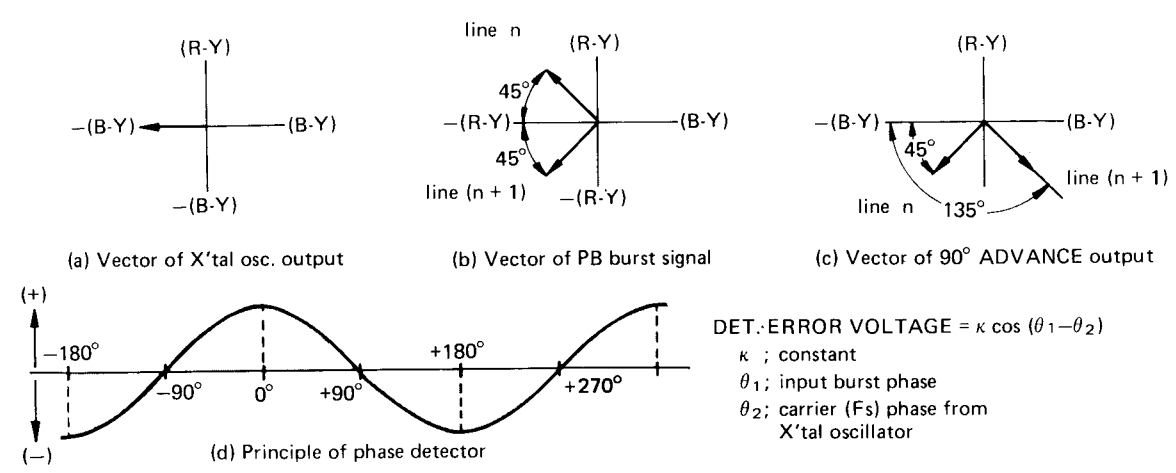 (R-Y)
−(B-Y)
(B-Y)
−(B-Y)
(a) Vector of X'tal osc. output
line n
(R-Y)
45°
−(R-Y)
(B-Y)
45°
line (n + 1)
−(R-Y)
(b) Vector of PB burst signal
(R-Y)
−(B-Y)
(B-Y)
45°
line (n + 1)
line n
135°
(c) Vector of 90° ADVANCE output
(+)
−180°
+180°
−90°
0°
+90°
+270°
(−)
(d) Principle of phase detector
DET. ERROR VOLTAGE = κ cos (θ1−θ2)
κ ; constant
θ1; input burst phase
θ2; carrier (Fs) phase from
X'tal oscillator